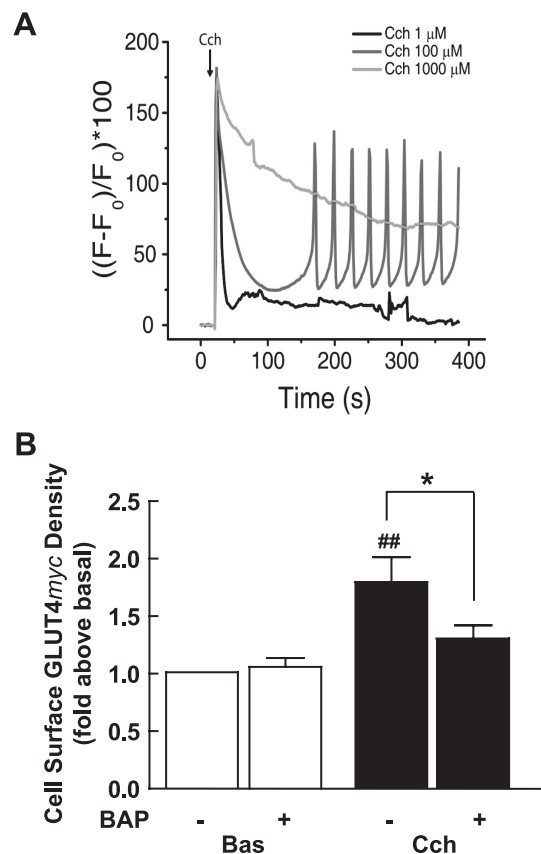 A
Cch
Cch 1 µM
Cch 100 µM
Cch 1000 µM
((F-F0)/F0)*100
200
150
100
50
0
0 100 200 300 400
Time (s)
B
Cell Surface GLUT4myc Density
(fold above basal)
2.5
2.0
1.5
1.0
0.5
0.0
##
*
BAP - + - +
Bas Cch